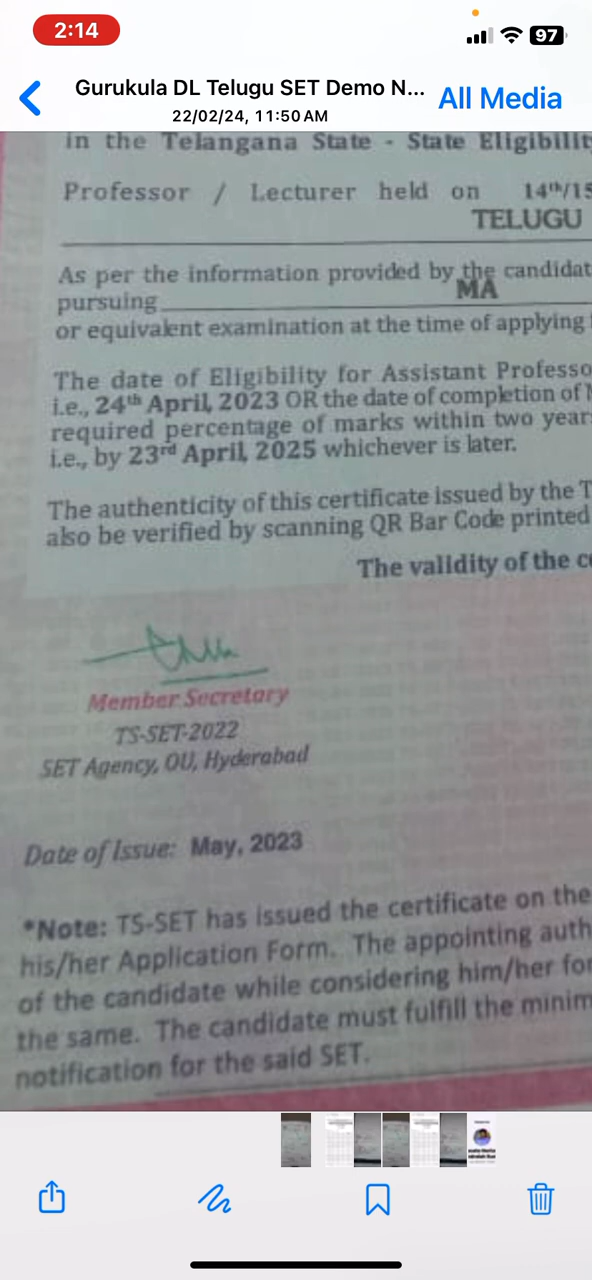 2:14
97
Gurukula DL Telugu SET Demo N...
22/02/24, 11:50 AM
All Media
in the Telangana State - State Eligibilit
Professor / Lecturer held on 14th/15
TELUGU
As per the information provided by the candidat
MA
pursuing
or equivalent examination at the time of applying
The date of Eligibility for Assistant Professo
i.e., 24th April, 2023 OR the date of completion of
required percentage of marks within two year
i.e., by 23rd April, 2025 whichever is later.
The authenticity of this certificate issued by the T
also be verified by scanning QR Bar Code printed
The validity of the ce
Member Secretary
TS-SET-2022
SET Agency, OU, Hyderabad
Date of Issue: May, 2023
*Note: TS-SET has issued the certificate on the
his/her Application Form. The appointing auth
of the candidate while considering him/her for
the same. The candidate must fulfill the minim
notification for the said SET.